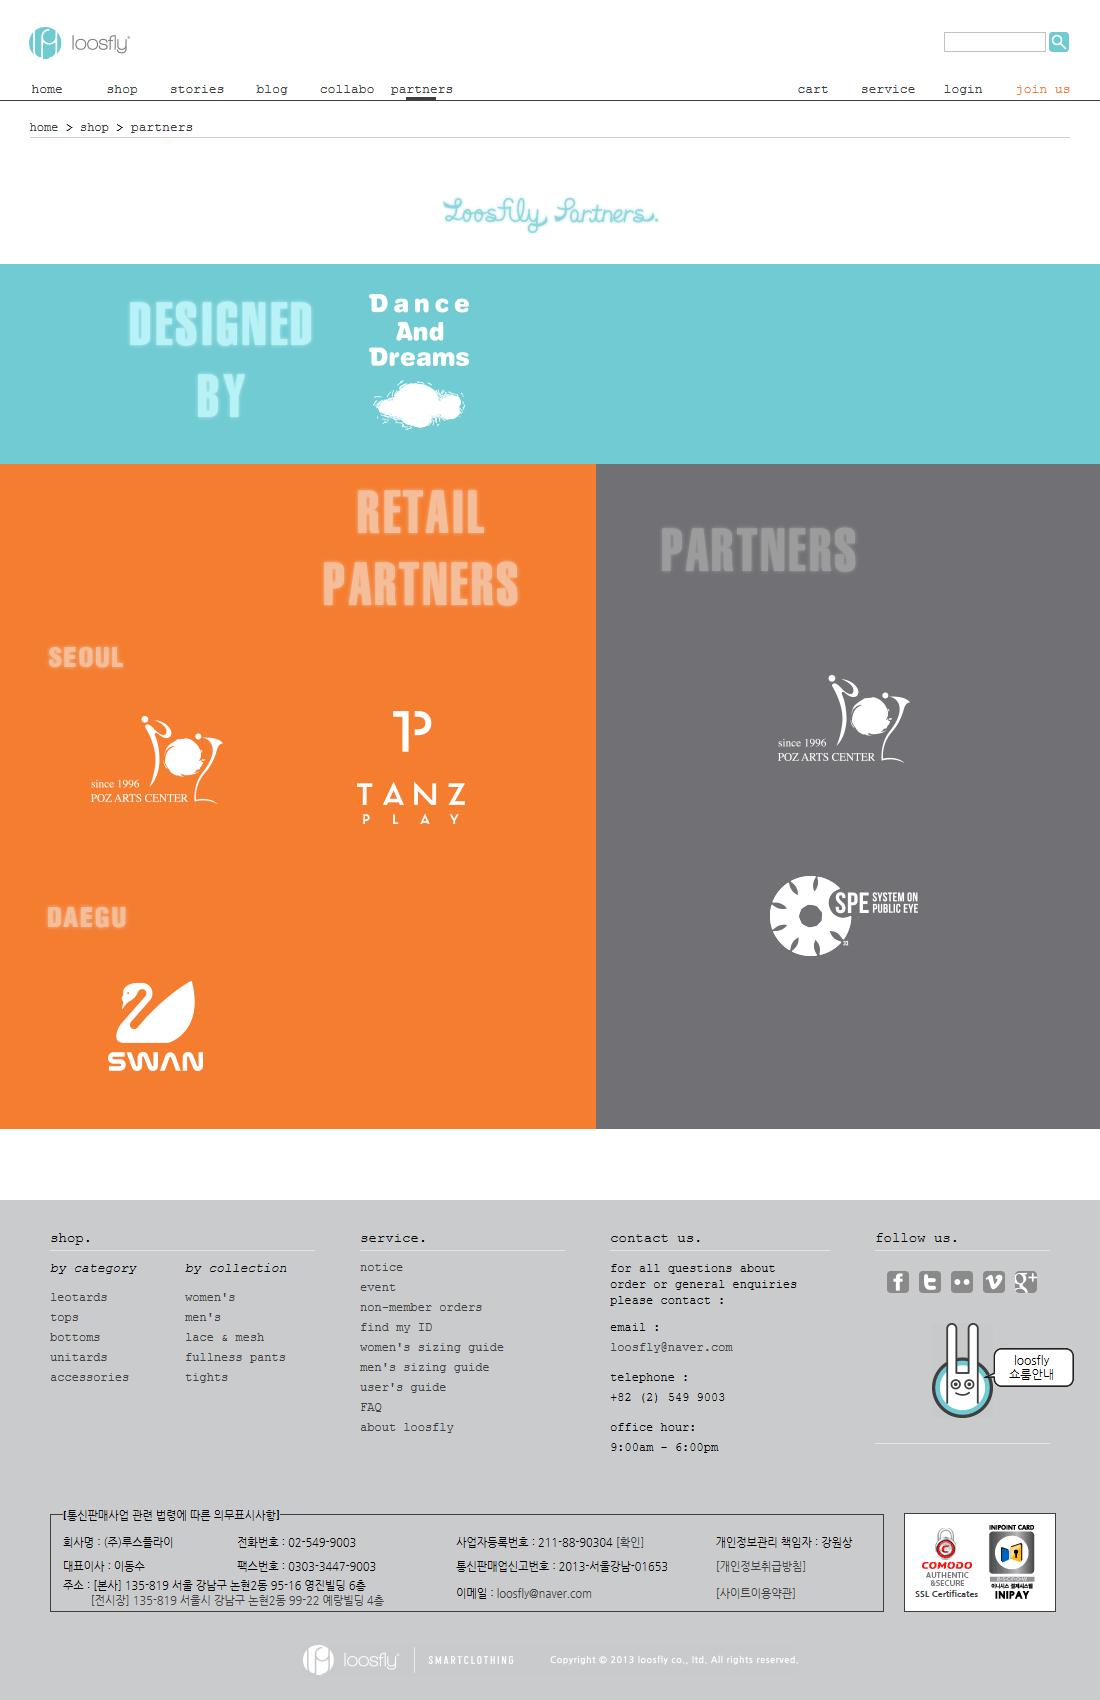 loosfly
home shop stories blog collabo partners cart service login join us
home > shop > partners
Loosfily Partners.
DESIGNED
BY
Dance
And
Dreams
RETAIL
PARTNERS
PARTNERS
SEOUL
since 1996
POZ ARTS CENTER
1P
TANZ
PLAY
since 1996
POZ ARTS CENTER
SPE SYSTEM ON
PUBLIC EYE
33
DAEGU
SWAN
shop.
by category
leotards
tops
bottoms
unitards
accessories
by collection
women's
men's
lace & mesh
fullness pants
tights
service.
notice
event
non-member orders
find my ID
women's sizing guide
men's sizing guide
user's guide
FAQ
about loosfly
contact us.
for all questions about
order or general enquiries
please contact :
email :
loosfly@naver.com
telephone :
+82 (2) 549 9003
office hour:
9:00am - 6:00pm
follow us.
loosfly
쇼룸안내
[통신판매사업 관련 법령에 따른 의무표시사항]
회사명 : (주)루스플라이 전화번호 : 02-549-9003 사업자등록번호 : 211-88-90304 [확인] 개인정보관리 책임자 : 강원상
대표이사 : 이동수 팩스번호 : 0303-3447-9003 통신판매업신고번호 : 2013-서울강남-01653 [개인정보취급방침]
주소 : [본사] 135-819 서울 강남구 논현2동 95-16 영진빌딩 6층
[전시장] 135-819 서울시 강남구 논현2동 99-22 예랑빌딩 4층
이메일 : loosfly@naver.com [사이트이용약관]
COMODO
AUTHENTIC
&SECURE
SSL Certificates
INIPOINT CARD
ESCROW
이니시스 결제시스템
INIPAY
loosfly SMARTCLOTHING Copyright © 2013 loosfly co., ltd. All rights reserved.